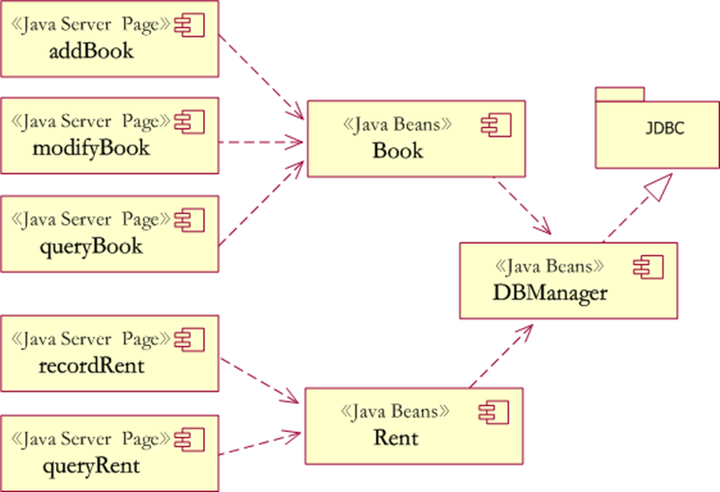 《Java Server Page》
addBook
《Java Server Page》
modifyBook
《Java Server Page》
queryBook
《Java Beans》
Book
JDBC
《Java Beans》
DBManager
《Java Server Page》
recordRent
《Java Server Page》
queryRent
《Java Beans》
Rent